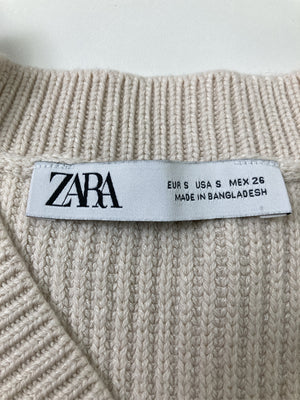 ZARA
EUR S USA S MEX 26
MADE IN BANGLADESH